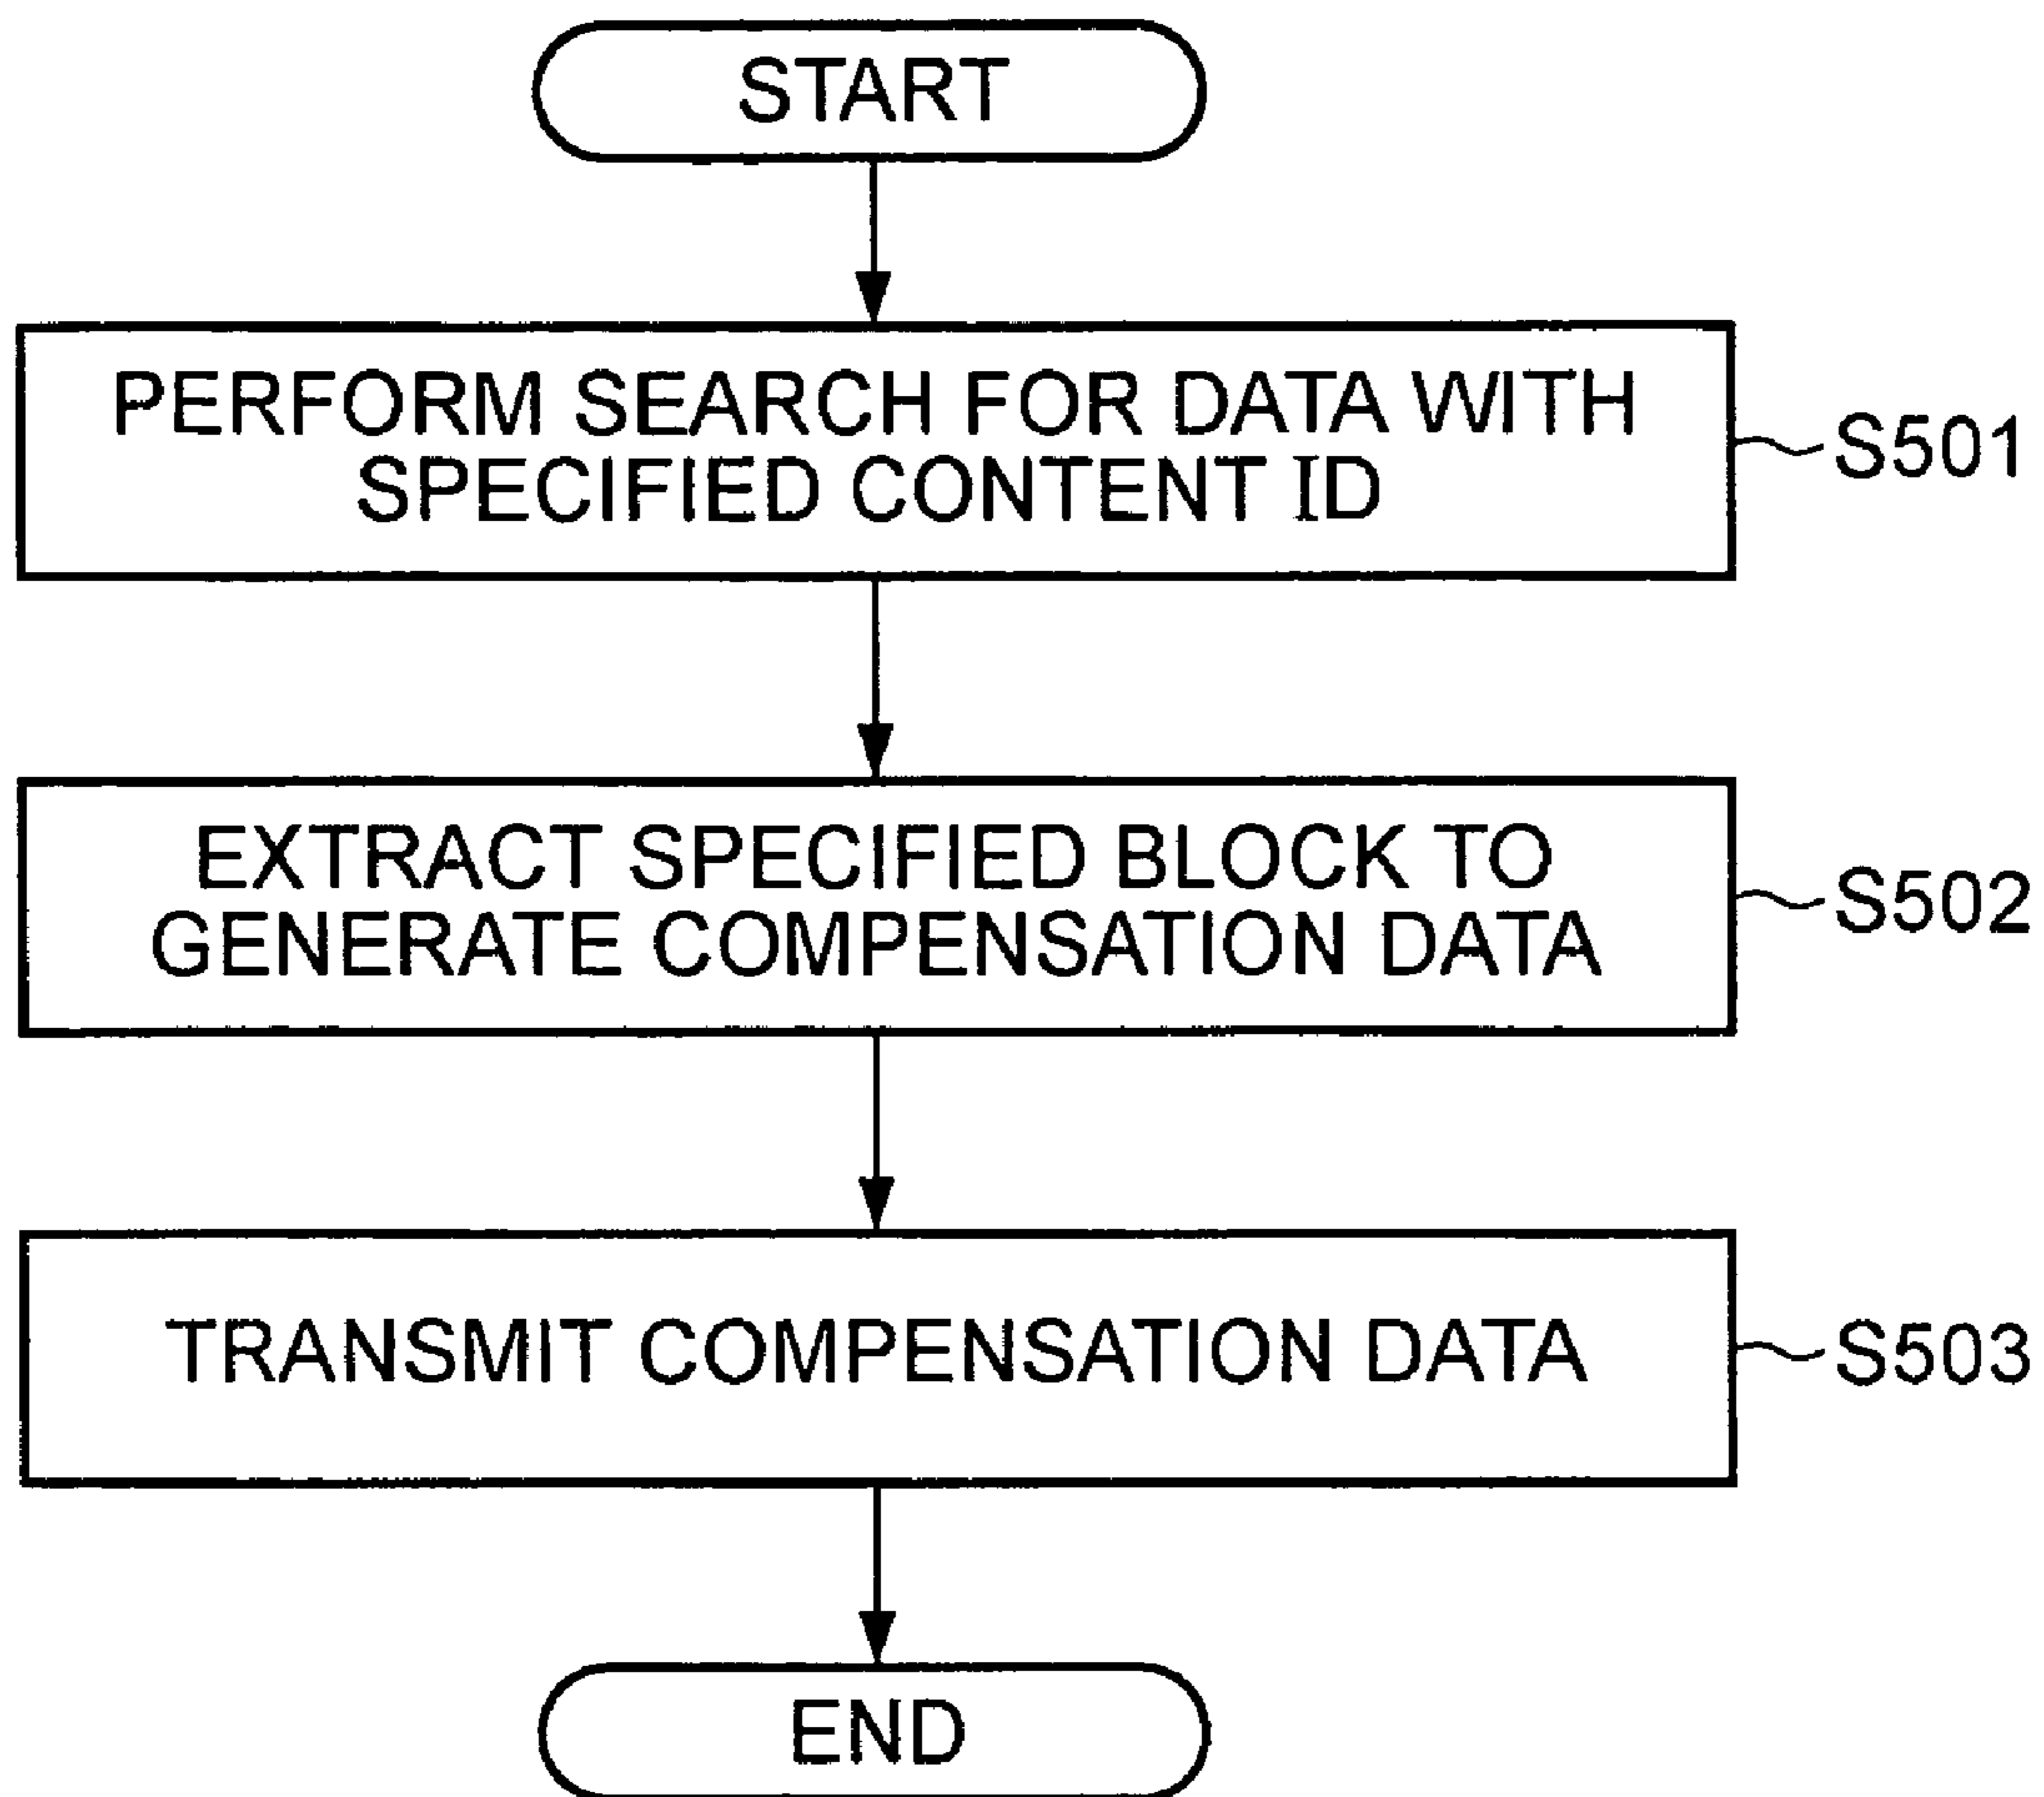 START
PERFORM SEARCH FOR DATA WITH
SPECIFIED CONTENT ID
S501
EXTRACT SPECIFIED BLOCK TO
GENERATE COMPENSATION DATA
S502
TRANSMIT COMPENSATION DATA
S503
END